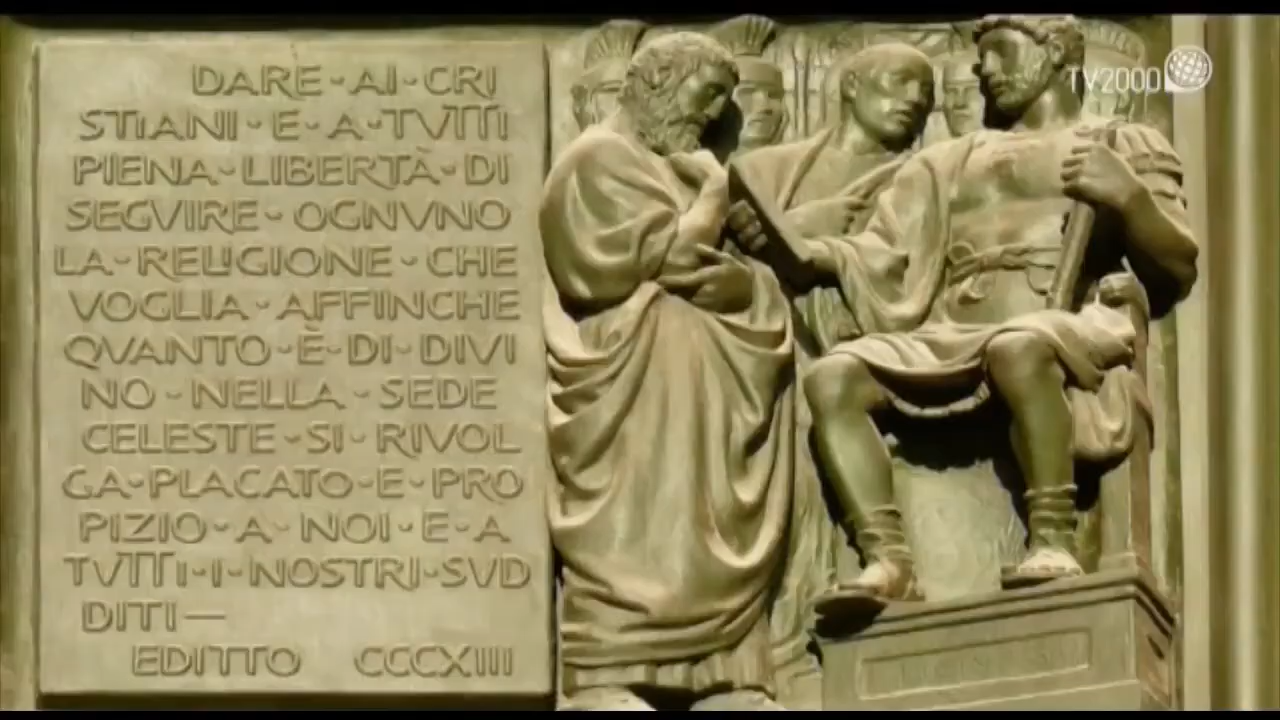 DARE·AI·CRI
STIANI·E·A·TVTTI
PIENA·LIBERTÀ·DI
SEGVIRE·OGNVNO
LA·RELIGIONE·CHE
VOGLIA·AFFINCHE
QVANTO·È·DI·DIVI
NO·NELLA·SEDE
CELESTE·SI·RIVOL
GA·PLACATO·E·PRO
PIZIO·A·NOI·E·A
TVTTI·I·NOSTRI·SVD
DITI—
EDITTO CCCXIII
TV2000